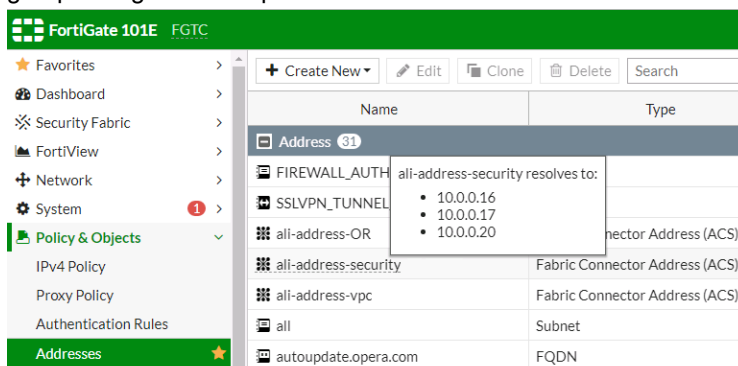 FortiGate 101E FGTC
Favorites
Dashboard
Security Fabric
FortiView
Network
System 1
Policy & Objects
IPv4 Policy
Proxy Policy
Authentication Rules
Addresses
Create New Edit Clone Delete Search
Name Type
Address 31
FIREWALL_AUTH
SSLVPN_TUNNEL
ali-address-security resolves to:
• 10.0.0.16
• 10.0.0.17
• 10.0.0.20
ali-address-OR nnector Address (ACS)
ali-address-security Fabric Connector Address (ACS)
ali-address-vpc Fabric Connector Address (ACS)
all Subnet
autoupdate.opera.com FQDN